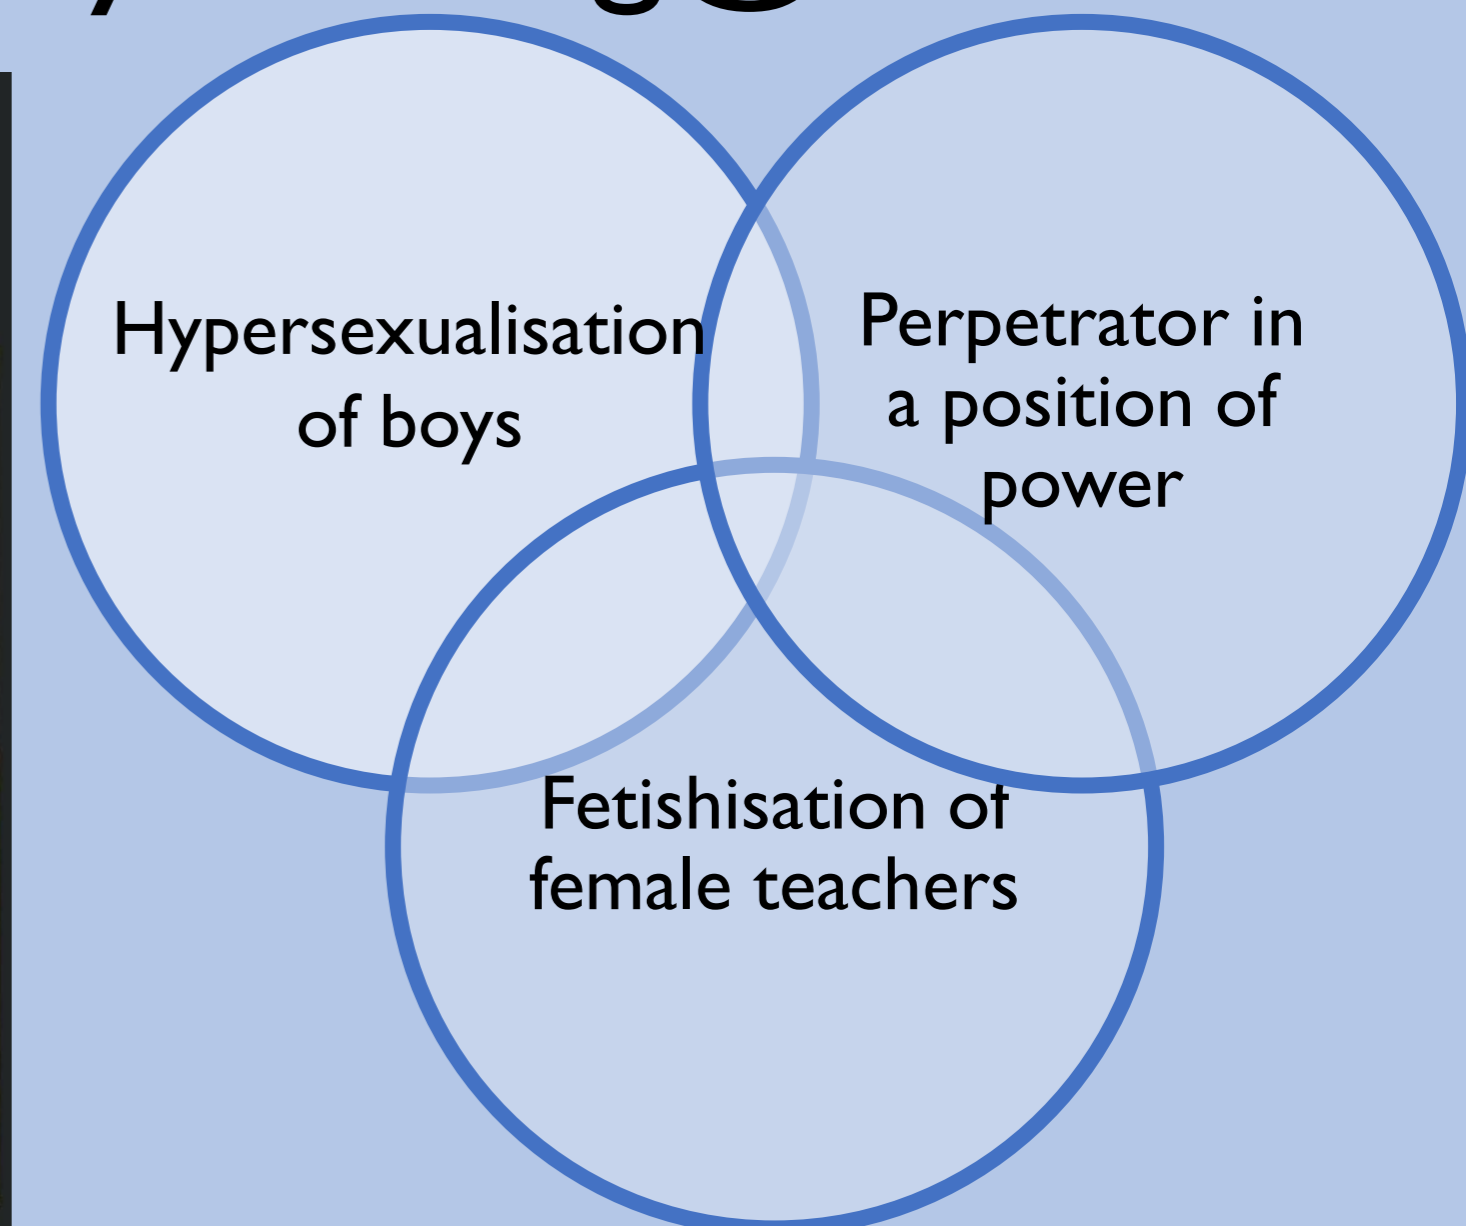 Hypersexualisation
of boys
Perpetrator in
a position of
power
Fetishisation of
female teachers